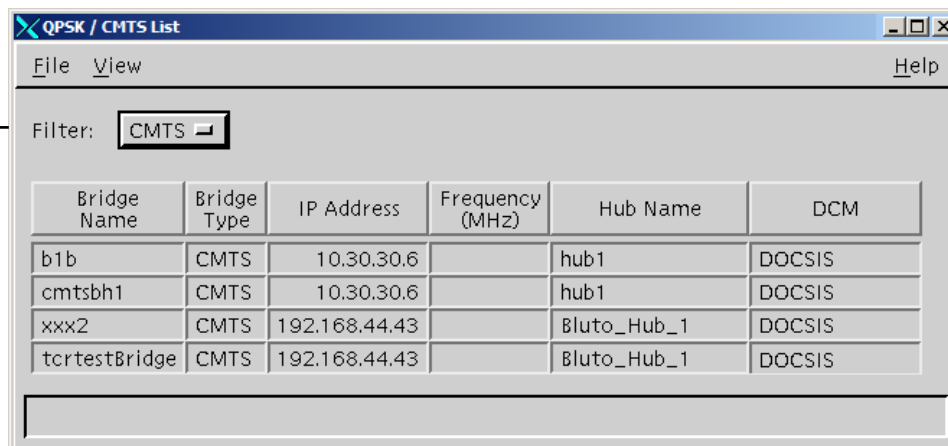 QPSK / CMTS List
File View Help
Filter: CMTS
Bridge Name Bridge Type IP Address Frequency (MHz) Hub Name DCM
b1b CMTS 10.30.30.6 hub1 DOCSIS
cmtsbh1 CMTS 10.30.30.6 hub1 DOCSIS
xxx2 CMTS 192.168.44.43 Bluto_Hub_1 DOCSIS
tcrtestBridge CMTS 192.168.44.43 Bluto_Hub_1 DOCSIS